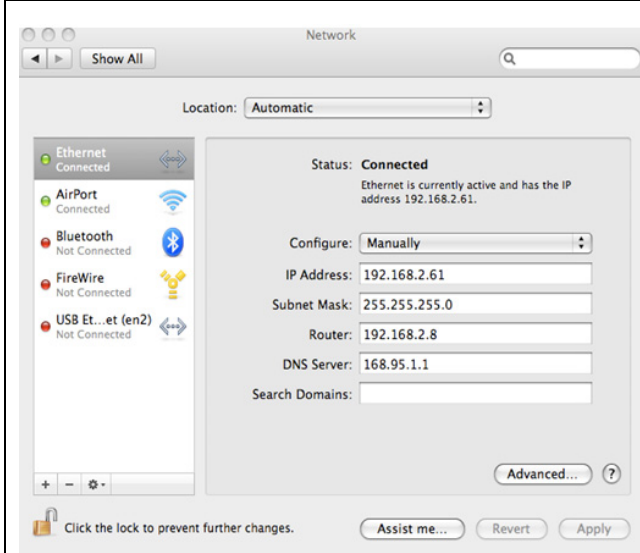 Network
Show All
Location: Automatic
Ethernet
Connected
AirPort
Connected
Bluetooth
Not Connected
FireWire
Not Connected
USB Et...et (en2)
Not Connected
Status: Connected
Ethernet is currently active and has the IP
address 192.168.2.61.
Configure: Manually
IP Address: 192.168.2.61
Subnet Mask: 255.255.255.0
Router: 192.168.2.8
DNS Server: 168.95.1.1
Search Domains:
Advanced... ?
Click the lock to prevent further changes.
Assist me... Revert Apply